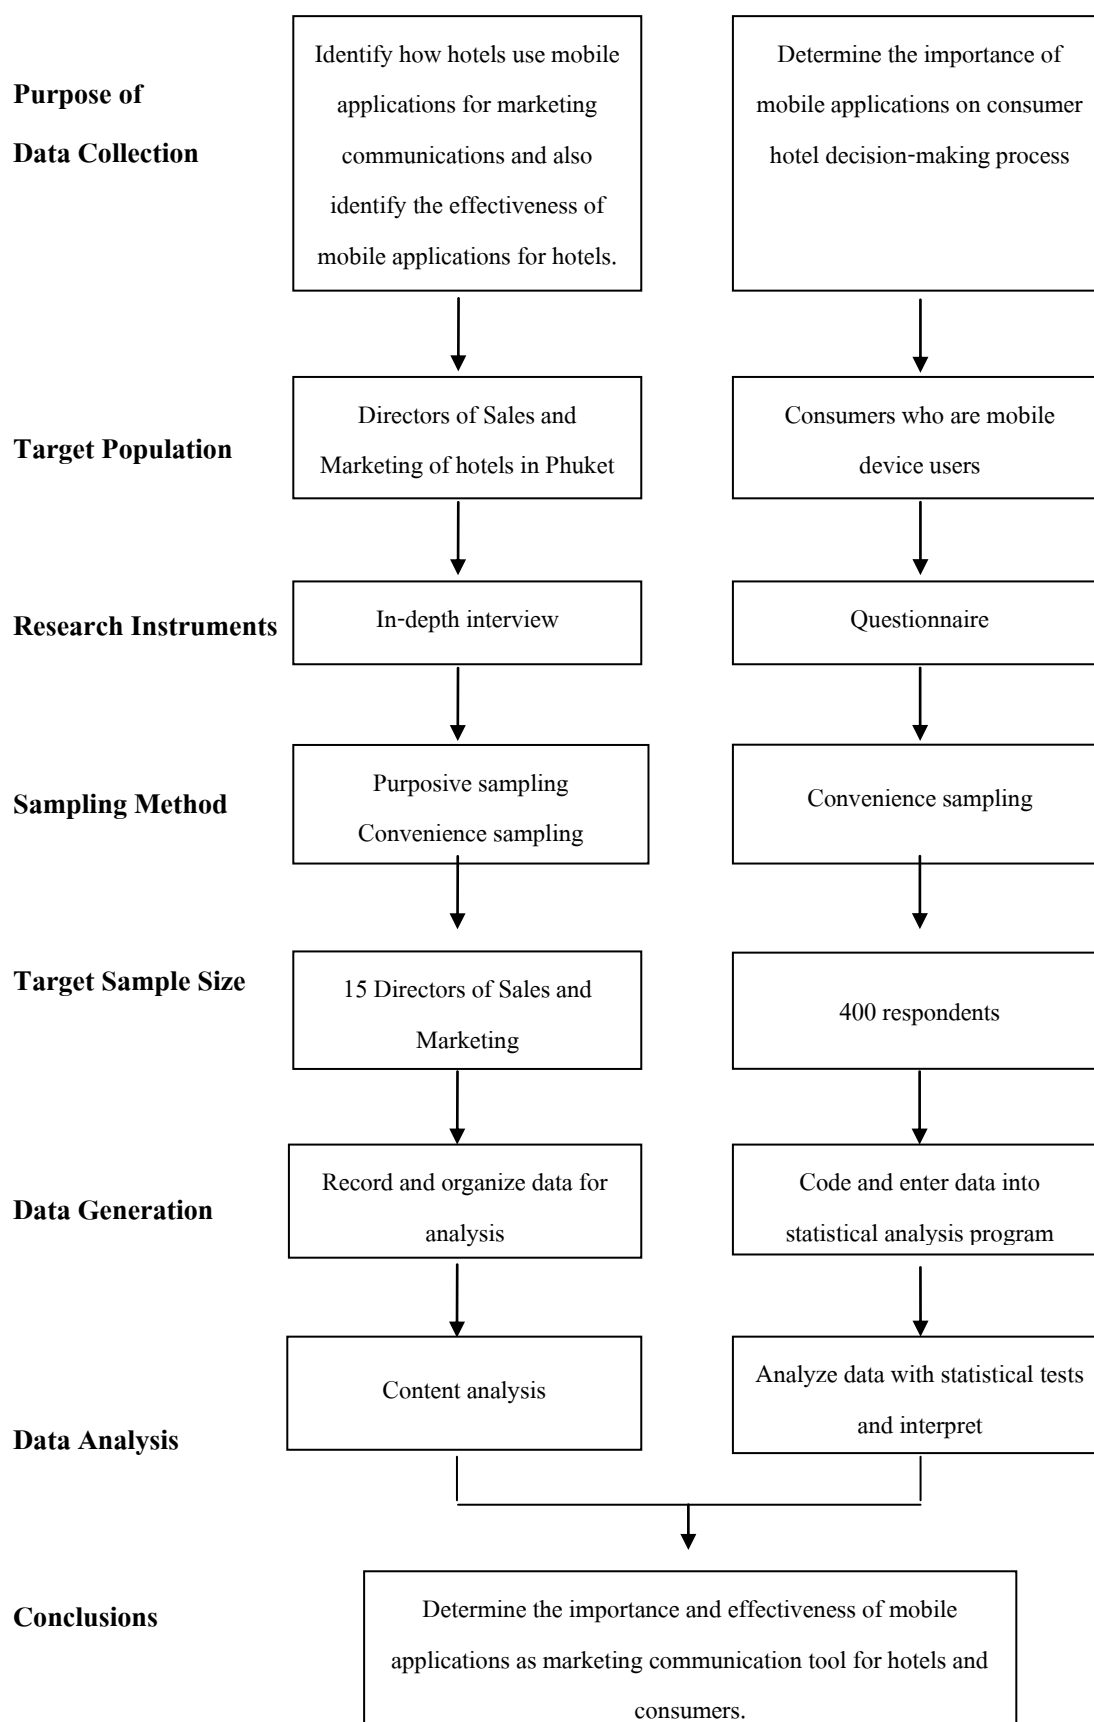 Purpose of
Data Collection
Identify how hotels use mobile
applications for marketing
communications and also
identify the effectiveness of
mobile applications for hotels.
Determine the importance of
mobile applications on consumer
hotel decision-making process
Target Population
Directors of Sales and
Marketing of hotels in Phuket
Consumers who are mobile
device users
Research Instruments
In-depth interview
Questionnaire
Sampling Method
Purposive sampling
Convenience sampling
Convenience sampling
Target Sample Size
15 Directors of Sales and
Marketing
400 respondents
Data Generation
Record and organize data for
analysis
Code and enter data into
statistical analysis program
Data Analysis
Content analysis
Analyze data with statistical tests
and interpret
Conclusions
Determine the importance and effectiveness of mobile
applications as marketing communication tool for hotels and
consumers.